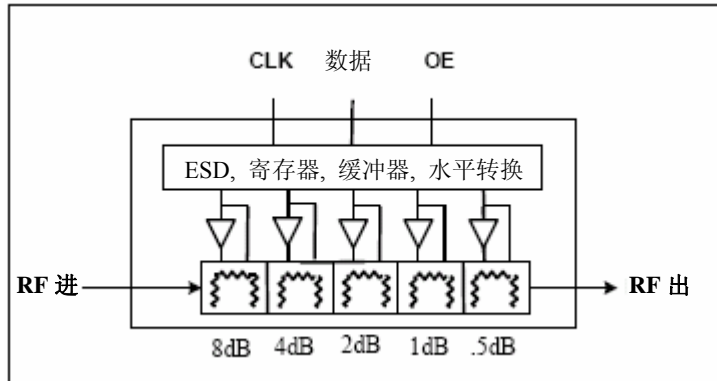 CLK 数据 OE
ESD, 寄存器, 缓冲器, 水平转换
RF 进
RF 出
8dB 4dB 2dB 1dB .5dB